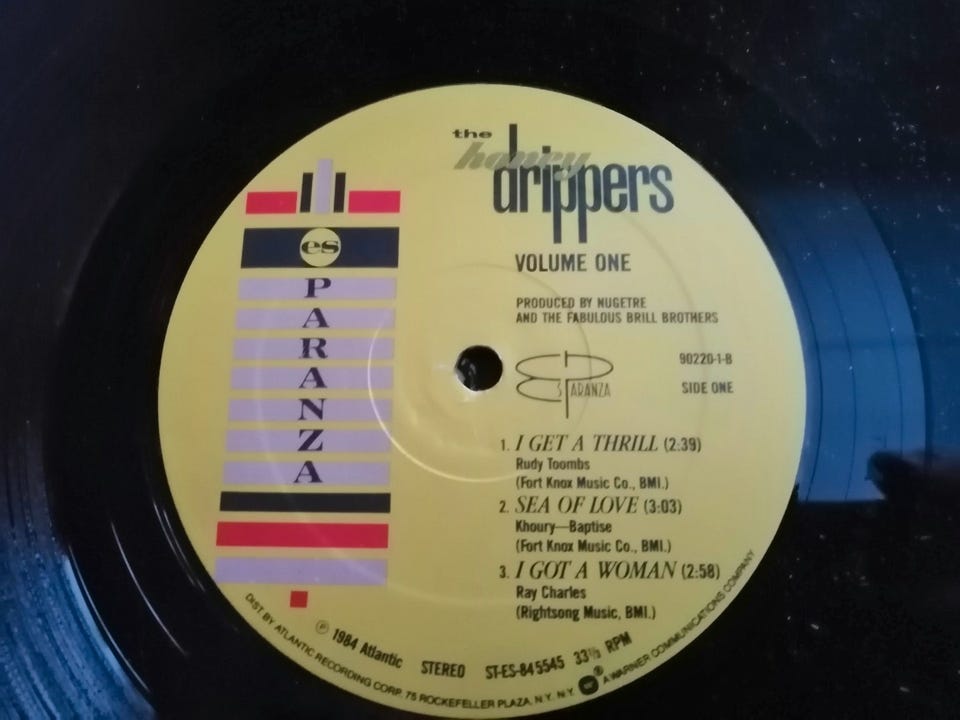 the
honey
drippers
VOLUME ONE
PRODUCED BY NUGETRE
AND THE FABULOUS BRILL BROTHERS
es
PARANZA
ES PARANZA
90220-1-B
SIDE ONE
1. I GET A THRILL (2:39)
Rudy Toombs
(Fort Knox Music Co., BMI.)
2. SEA OF LOVE (3:03)
Khoury—Baptise
(Fort Knox Music Co., BMI.)
3. I GOT A WOMAN (2:58)
Ray Charles
(Rightsong Music, BMI.)
℗ 1984 Atlantic STEREO ST-ES-845545 33⅓ RPM
DIST. BY ATLANTIC RECORDING CORP. 75 ROCKEFELLER PLAZA, N.Y. N.Y. ® A WARNER COMMUNICATIONS COMPANY